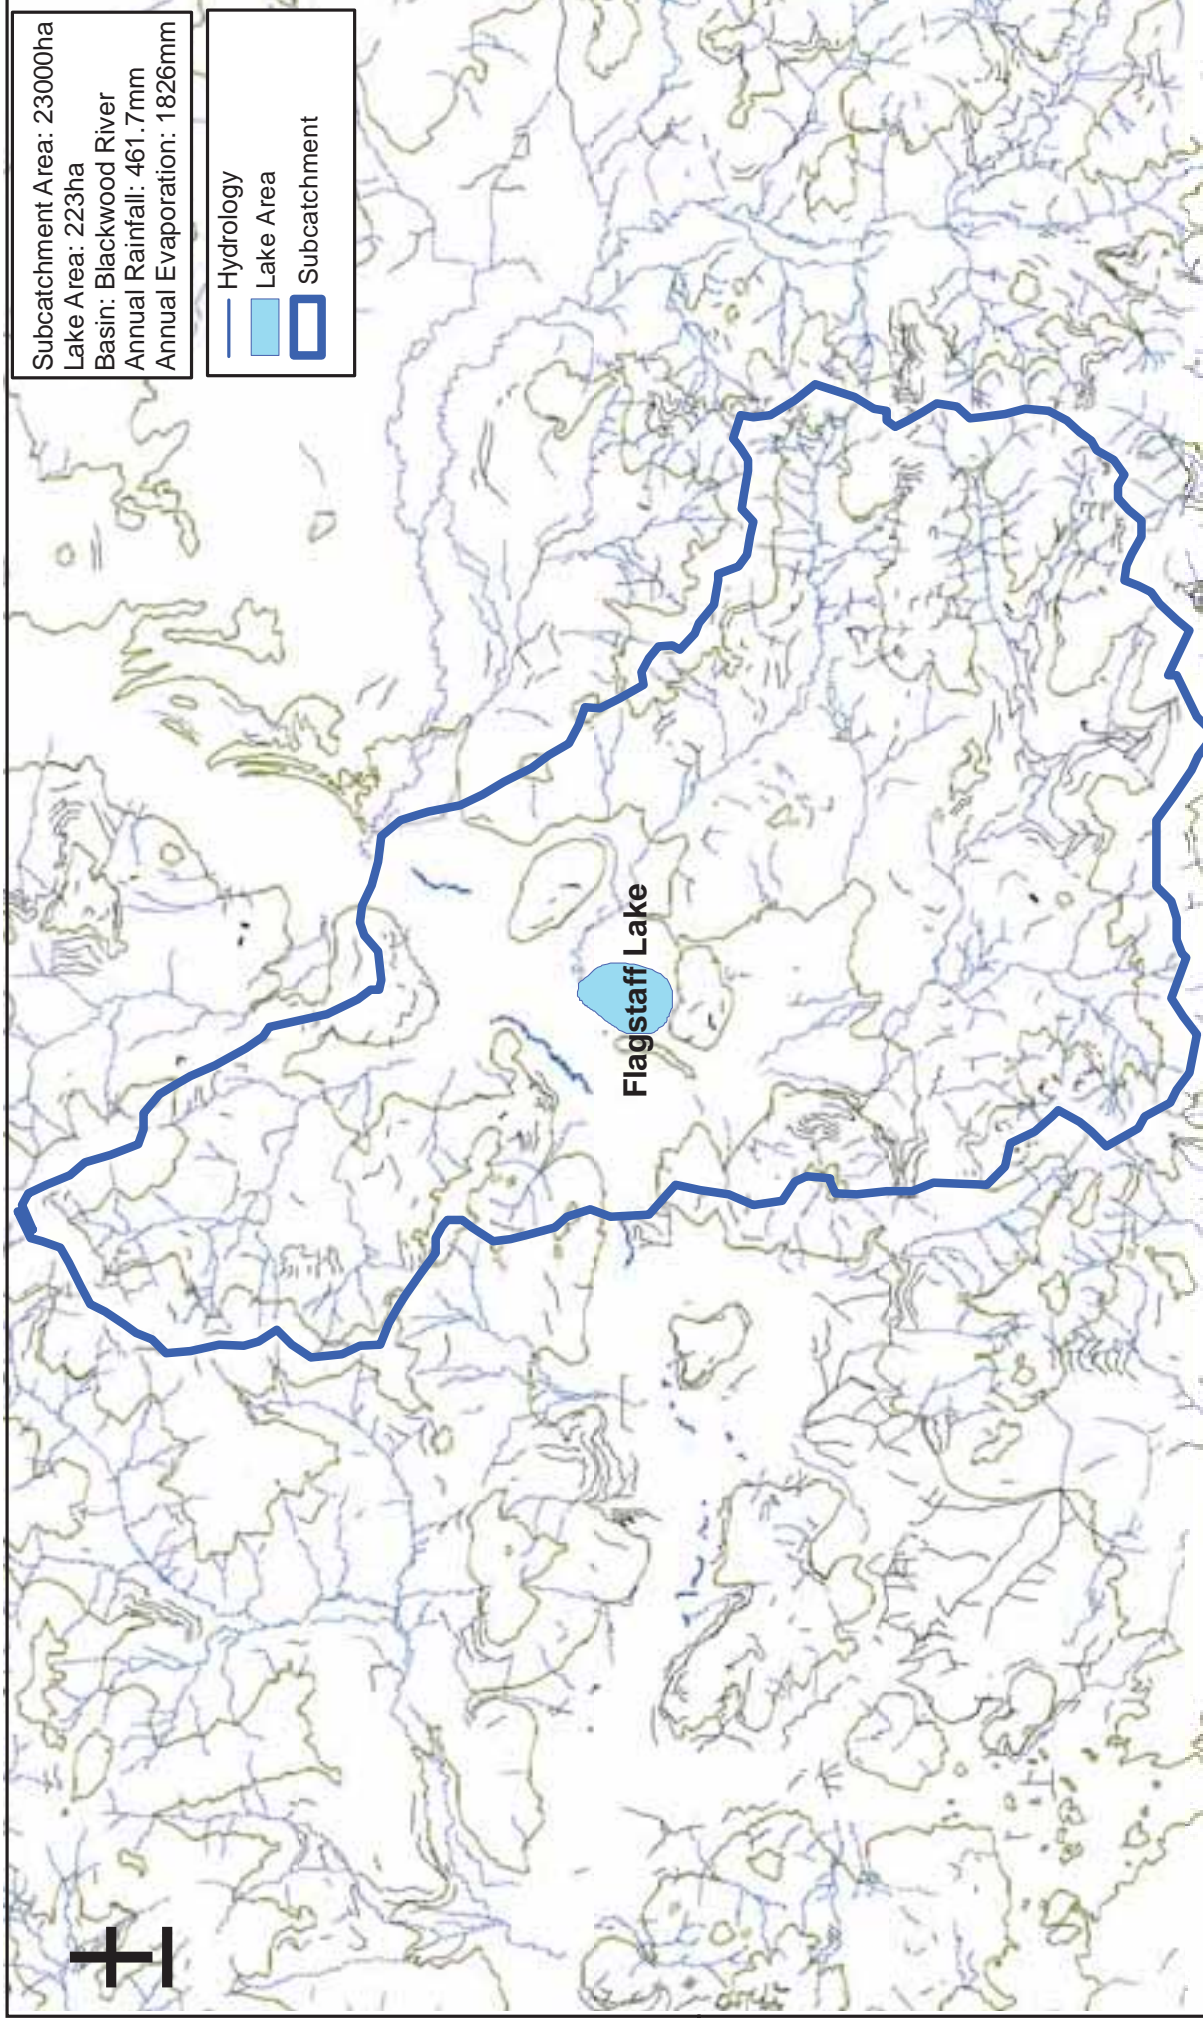 Subcatchment Area: 23000ha
Lake Area: 223ha
Basin: Blackwood River
Annual Rainfall: 461.7mm
Annual Evaporation: 1826mm
Hydrology
Lake Area
Subcatchment
Flagstaff Lake